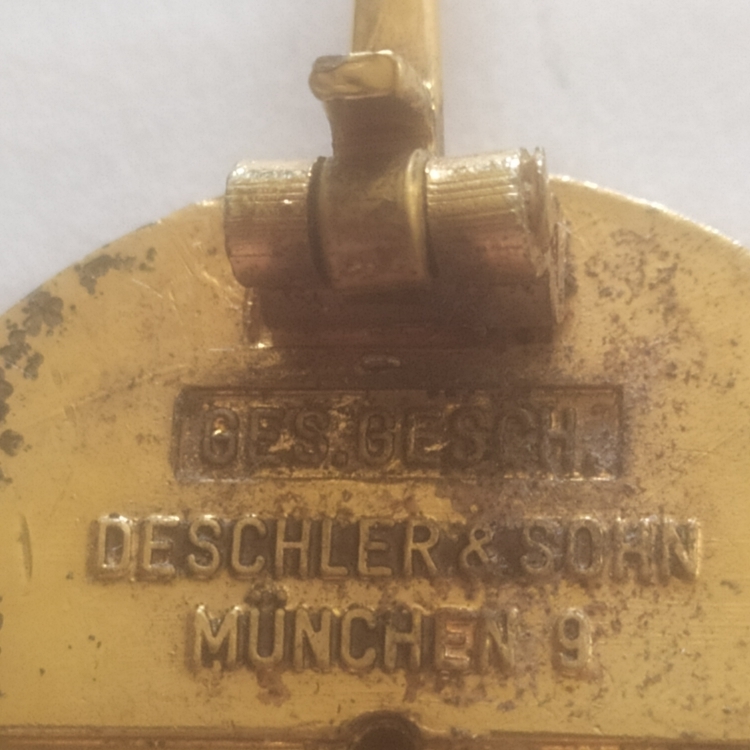 GES.GESCH.
DESCHLER & SOHN
MÜNCHEN 9